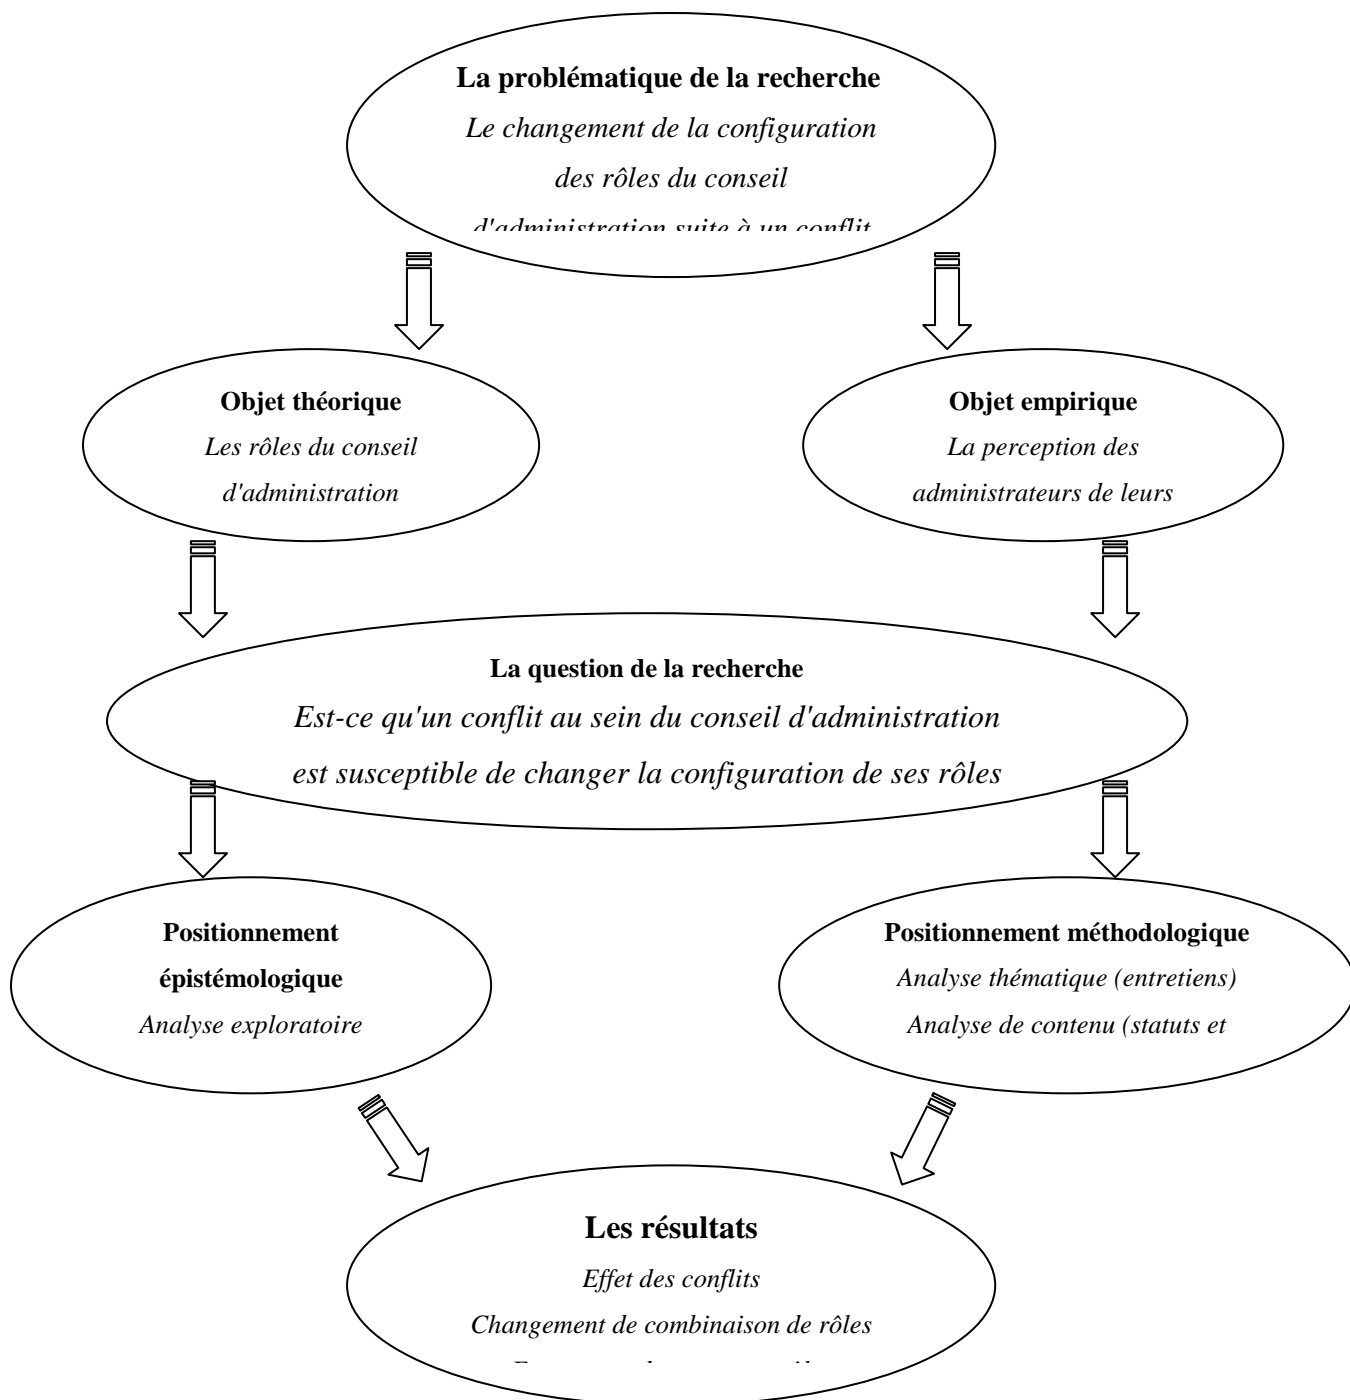 La problématique de la recherche
Le changement de la configuration
des rôles du conseil
d'administration suite à un conflit
Objet théorique
Les rôles du conseil
d'administration
Objet empirique
La perception des
administrateurs de leurs
La question de la recherche
Est-ce qu'un conflit au sein du conseil d'administration
est susceptible de changer la configuration de ses rôles
Positionnement
épistémologique
Analyse exploratoire
Positionnement méthodologique
Analyse thématique (entretiens)
Analyse de contenu (statuts et
Les résultats
Effet des conflits
Changement de combinaison de rôles